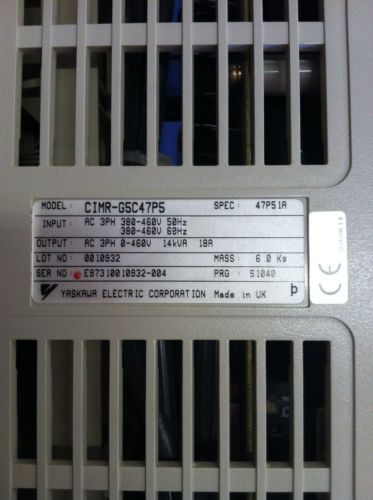 MODEL: CIMR-G5C47P5 SPEC: 47P51A
INPUT: AC 3PH 380-460V 50Hz
380-460V 60Hz
OUTPUT: AC 3PH 0-460V 14kVA 18A
LOT NO: 0010932 MASS: 6.0 Kg
SER NO: E97310010932-004 PRG: S1040
YASKAWA ELECTRIC CORPORATION Made in UK p
CE